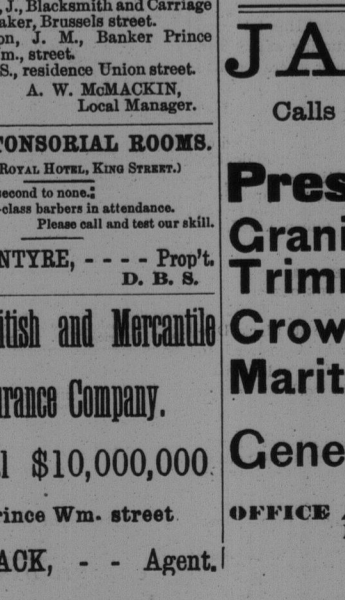 , J., Blacksmith and Carriage
aker, Brussels street.
on, J. M., Banker Prince
m., street.
S., residence Union street.
A. W. McMACKIN,
Local Manager.
TONSORIAL ROOMS.
ROYAL HOTEL, KING STREET.)
second to none.
-class barbers in attendance.
Please call and test our skill.
NTYRE, - - - - Prop't.
D. B. S.
itish and Mercantile
urance Company.
l $10,000,000
rince Wm. street
ACK, - - Agent.
JA
Calls
Pres
Grani
Trimm
Crow
Marit
Gene
OFFICE